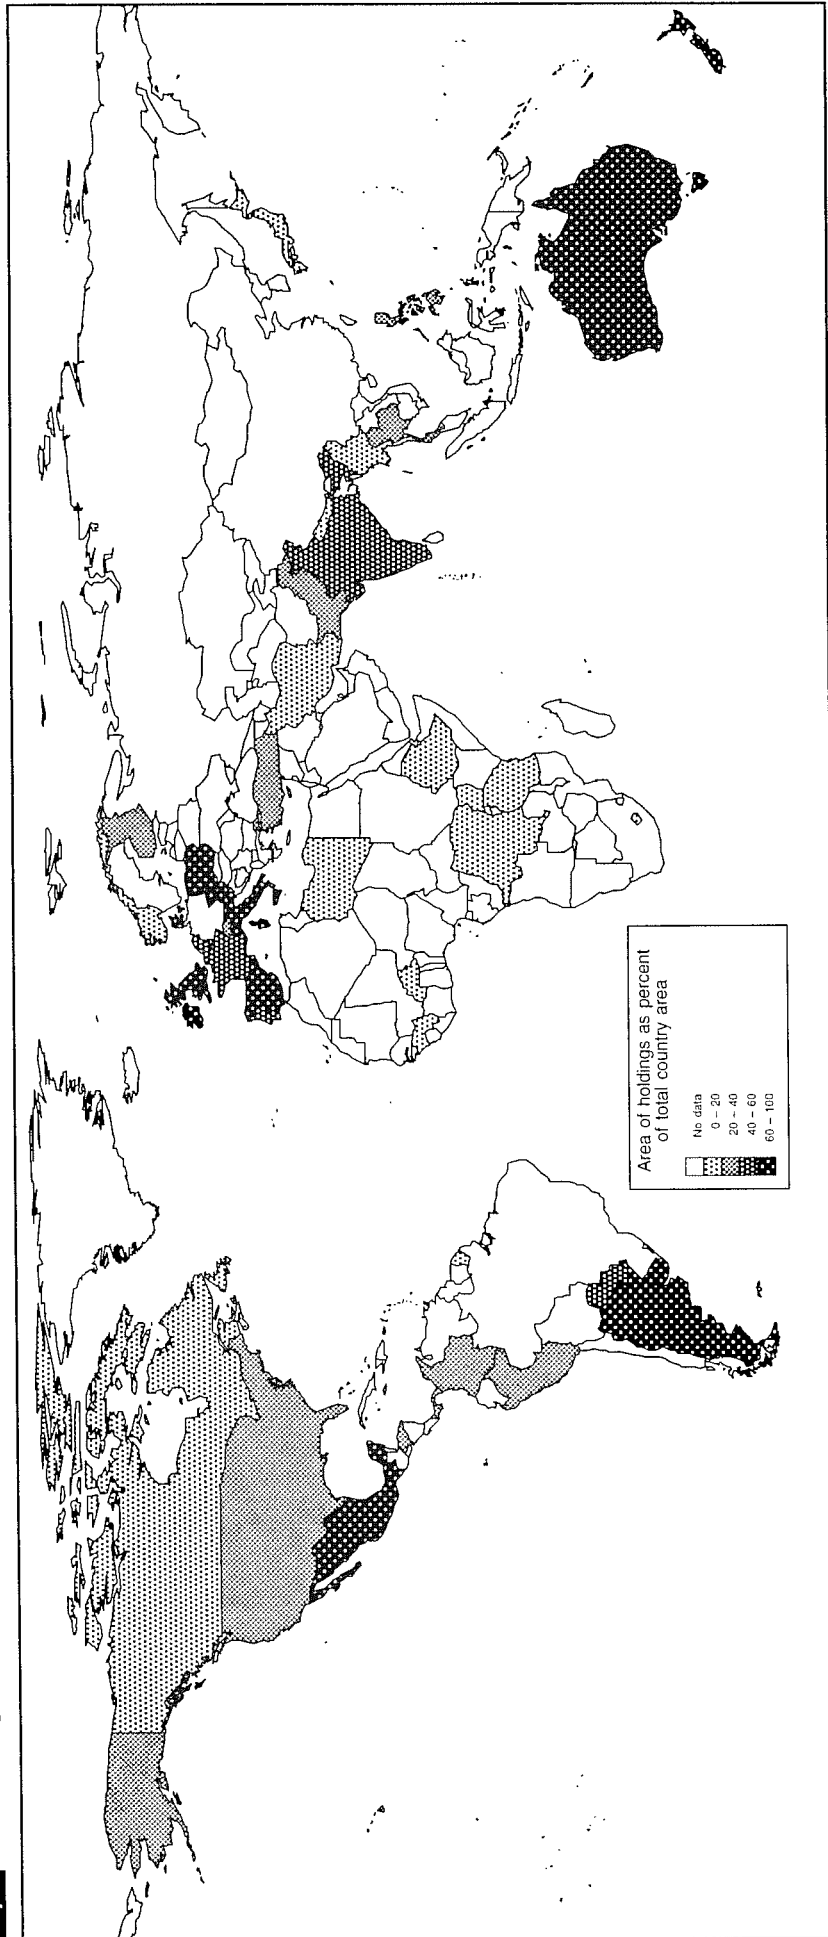 Area of holdings as percent
of total country area
No data
0 – 20
20 – 40
40 – 60
60 – 100